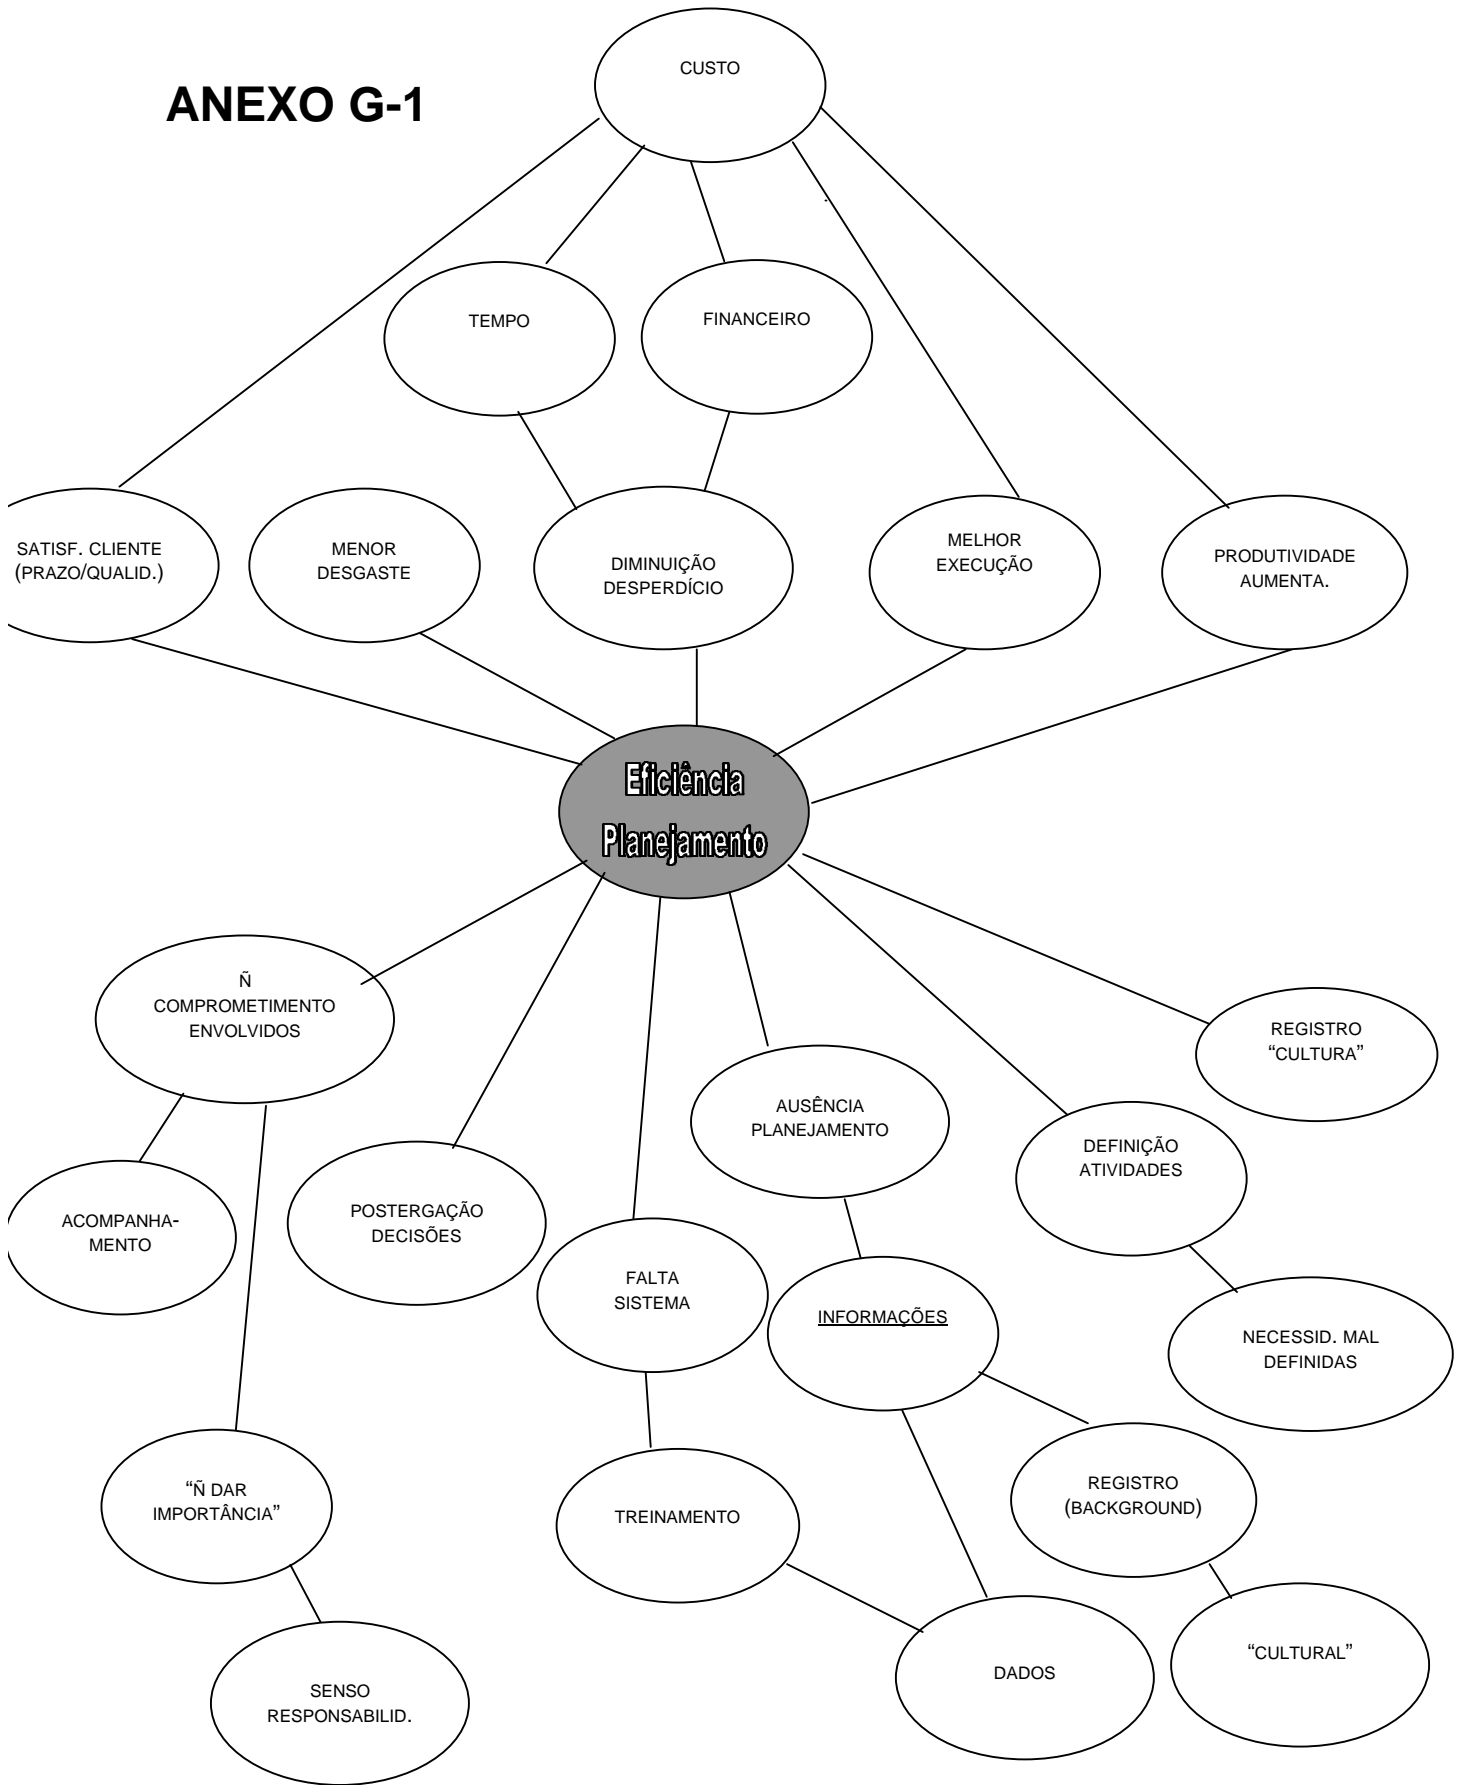 CUSTO
ANEXO G-1
TEMPO
FINANCEIRO
SATISF. CLIENTE
(PRAZO/QUALID.)
MENOR
DESGASTE
DIMINUIÇÃO
DESPERDÍCIO
MELHOR
EXECUÇÃO
PRODUTIVIDADE
AUMENTA.
Eficiência
Planejamento
Ñ
COMPROMETIMENTO
ENVOLVIDOS
REGISTRO
“CULTURA”
AUSÊNCIA
PLANEJAMENTO
DEFINIÇÃO
ATIVIDADES
ACOMPANHA-
MENTO
POSTERGAÇÃO
DECISÕES
FALTA
SISTEMA
INFORMAÇÕES
NECESSID. MAL
DEFINIDAS
“Ñ DAR
IMPORTÂNCIA”
TREINAMENTO
REGISTRO
(BACKGROUND)
SENSO
RESPONSABILID.
DADOS
“CULTURAL”